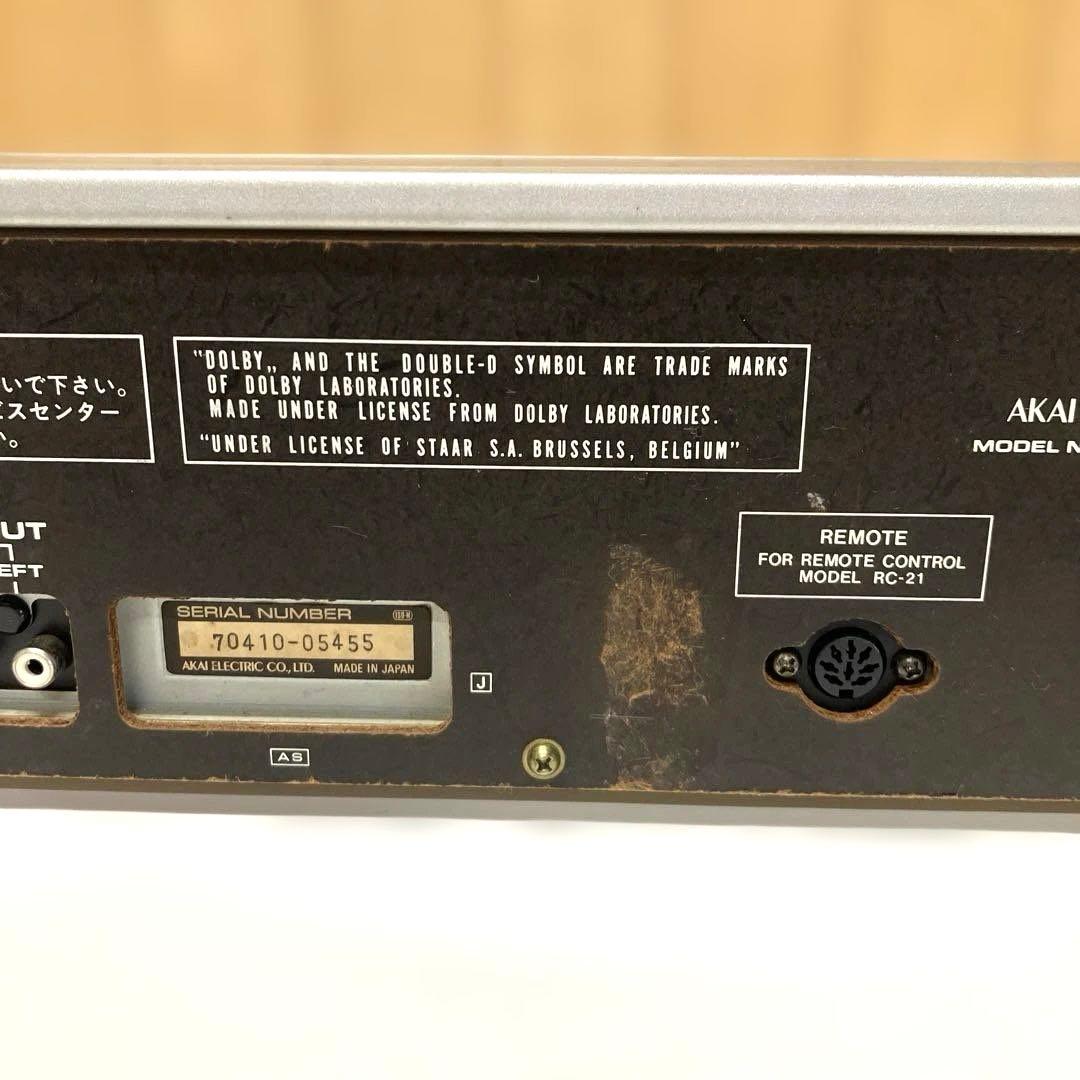 いで下さい。
ビスセンター
い。
"DOLBY„ AND THE DOUBLE-D SYMBOL ARE TRADE MARKS
OF DOLBY LABORATORIES.
MADE UNDER LICENSE FROM DOLBY LABORATORIES.
"UNDER LICENSE OF STAAR S.A. BRUSSELS, BELGIUM"
AKAI
MODEL N
UT
EFT
REMOTE
FOR REMOTE CONTROL
MODEL RC-21
SERIAL NUMBER
70410-05455
AKAI ELECTRIC CO., LTD. MADE IN JAPAN
J
AS